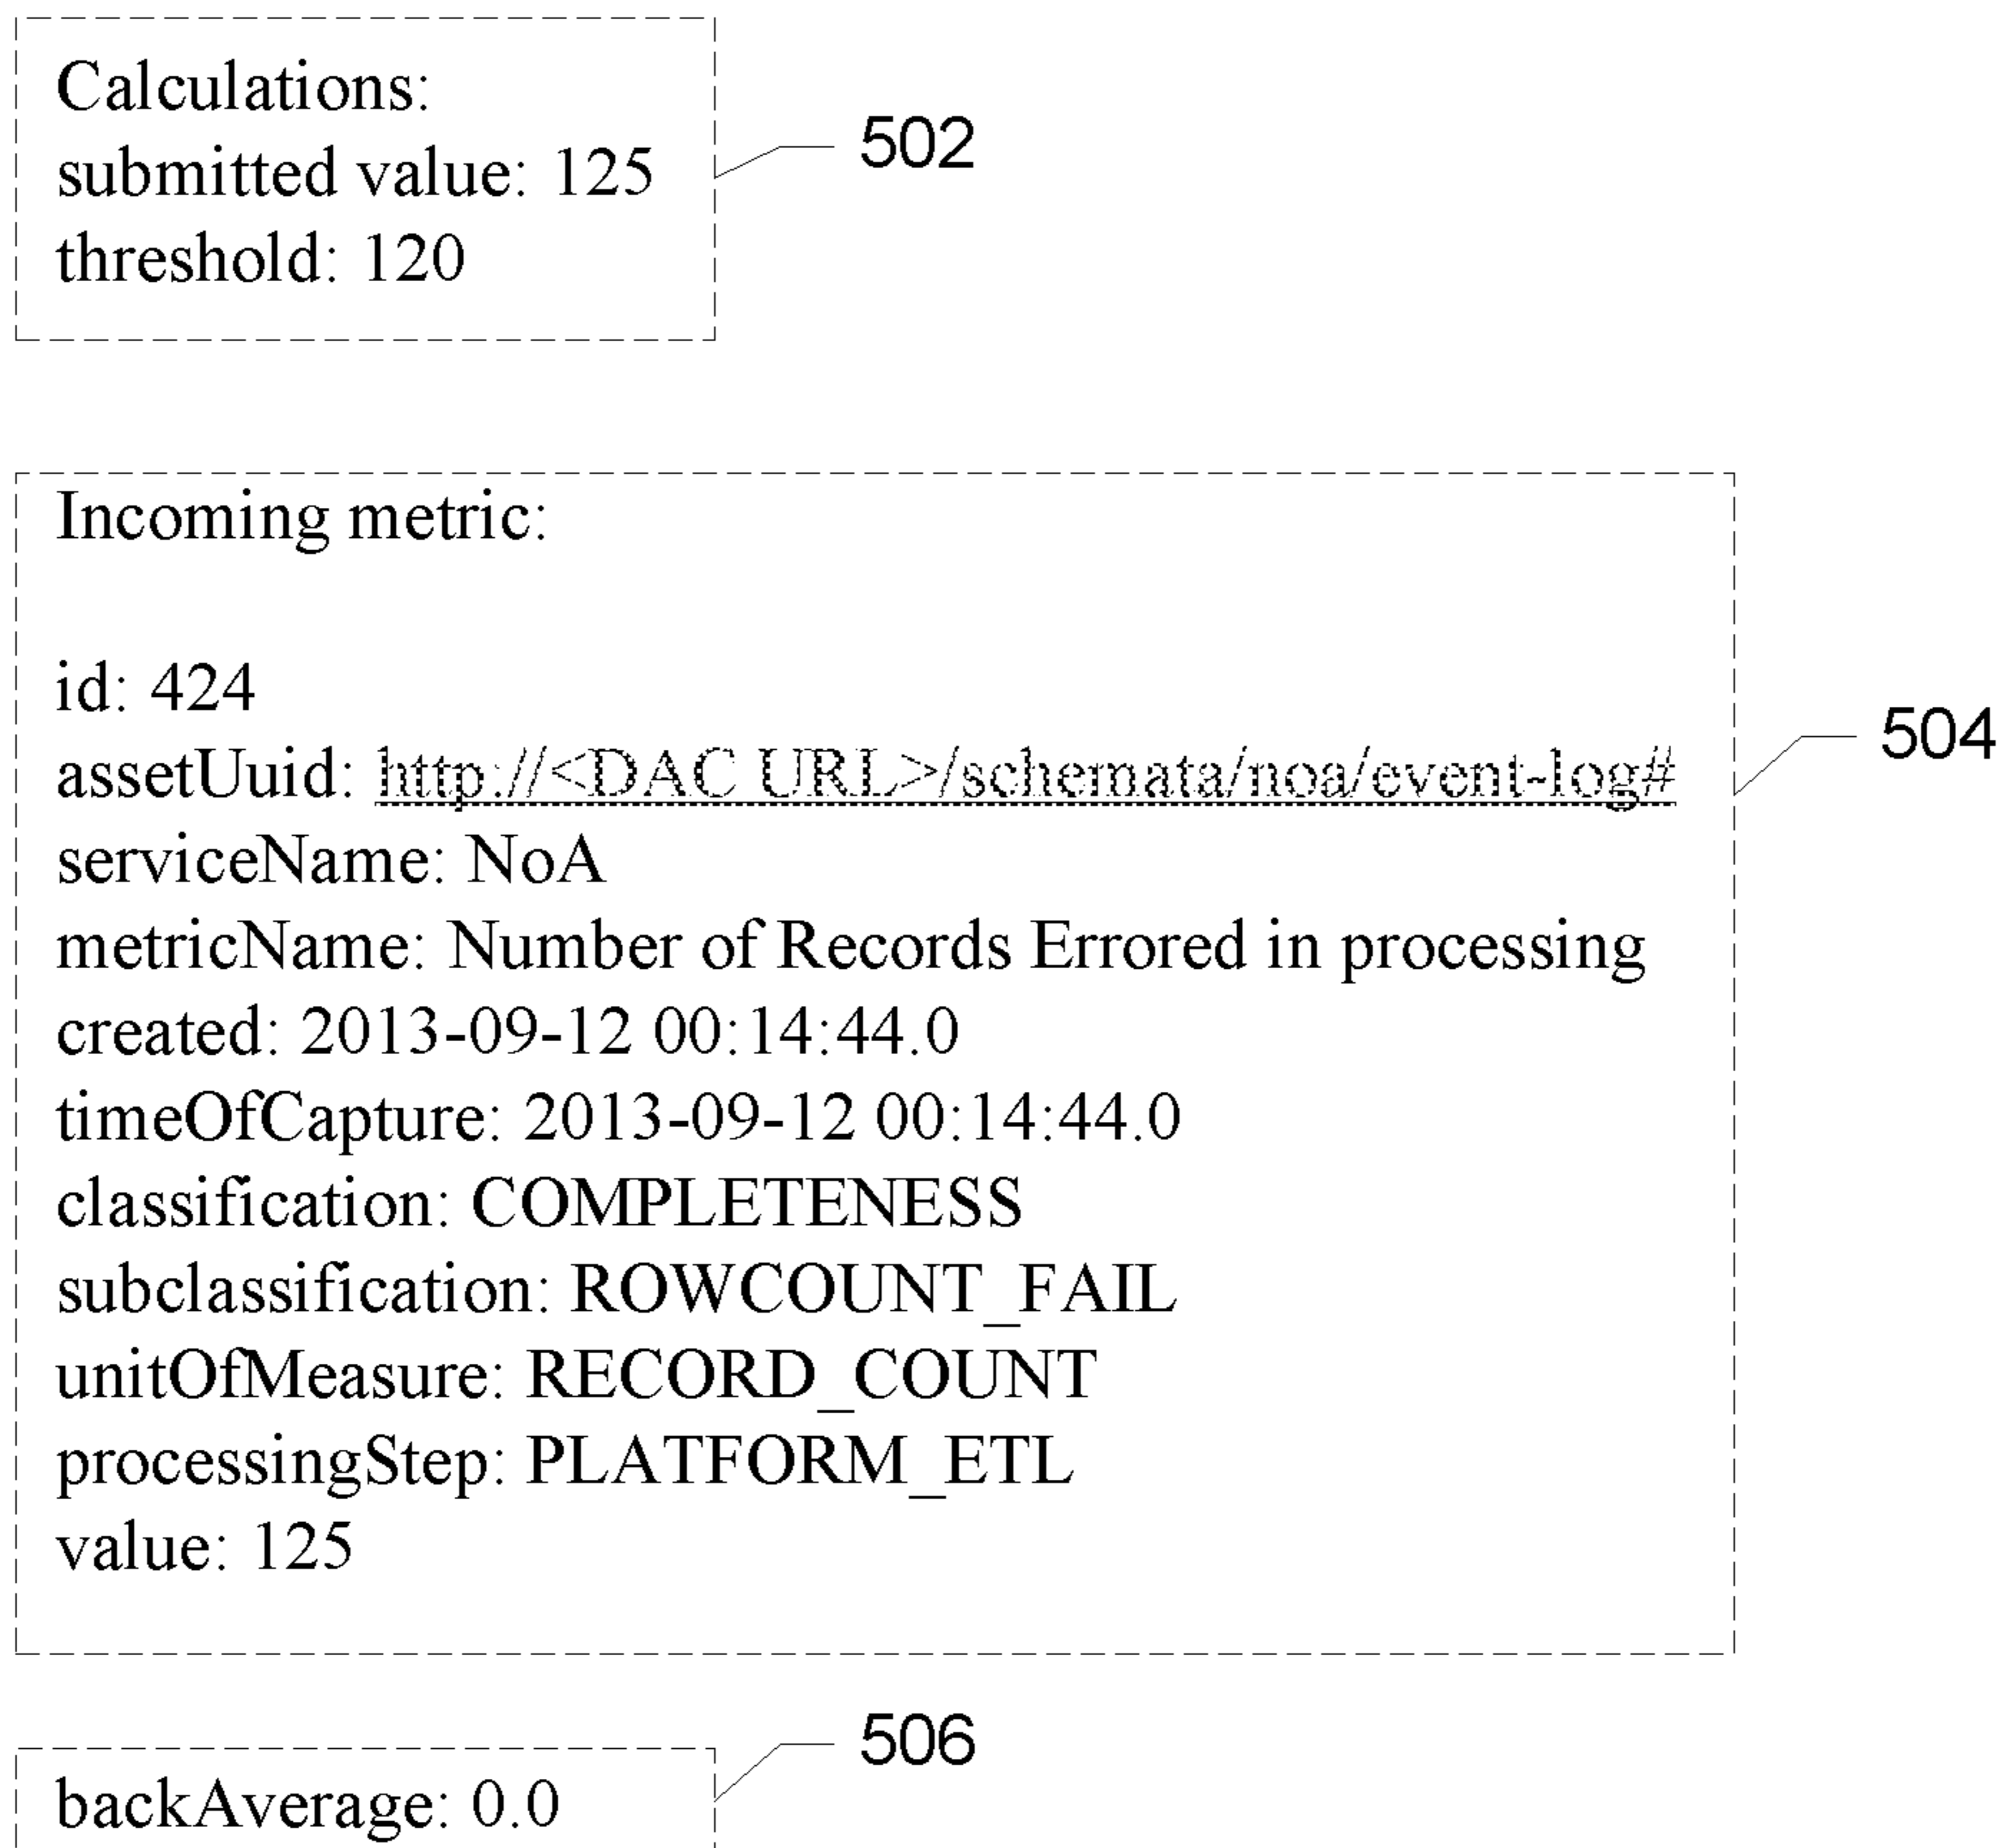 Calculations:
submitted value: 125
502
threshold: 120
Incoming metric:
id: 424
504
assetUuid: http://<DAC URL>/schemata/noa/event-log#
serviceName: NoA
metricName: Number of Records Errored in processing
created: 2013-09-12 00:14:44.0
timeOfCapture: 2013-09-12 00:14:44.0
classification: COMPLETENESS
subclassification: ROWCOUNT_FAIL
unitOfMeasure: RECORD_COUNT
processingStep: PLATFORM_ETL
value: 125
506
backAverage: 0.0